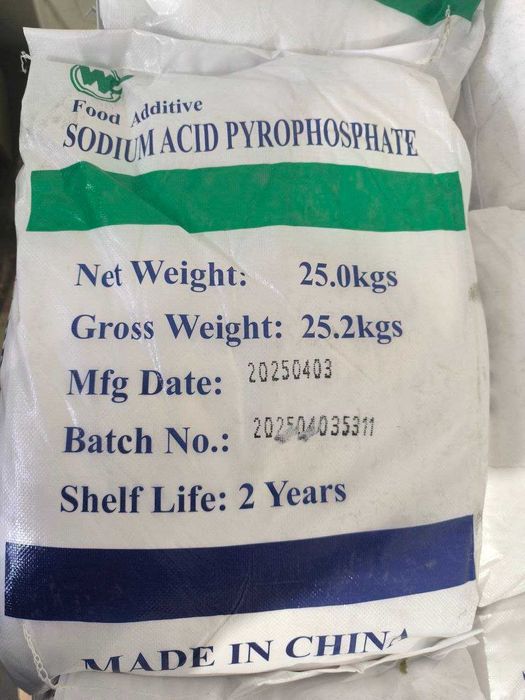 Food Additive
SODIUM ACID PYROPHOSPHATE
Net Weight: 25.0kgs
Gross Weight: 25.2kgs
Mfg Date: 20250403
Batch No.: 202504035311
Shelf Life: 2 Years
MADE IN CHINA